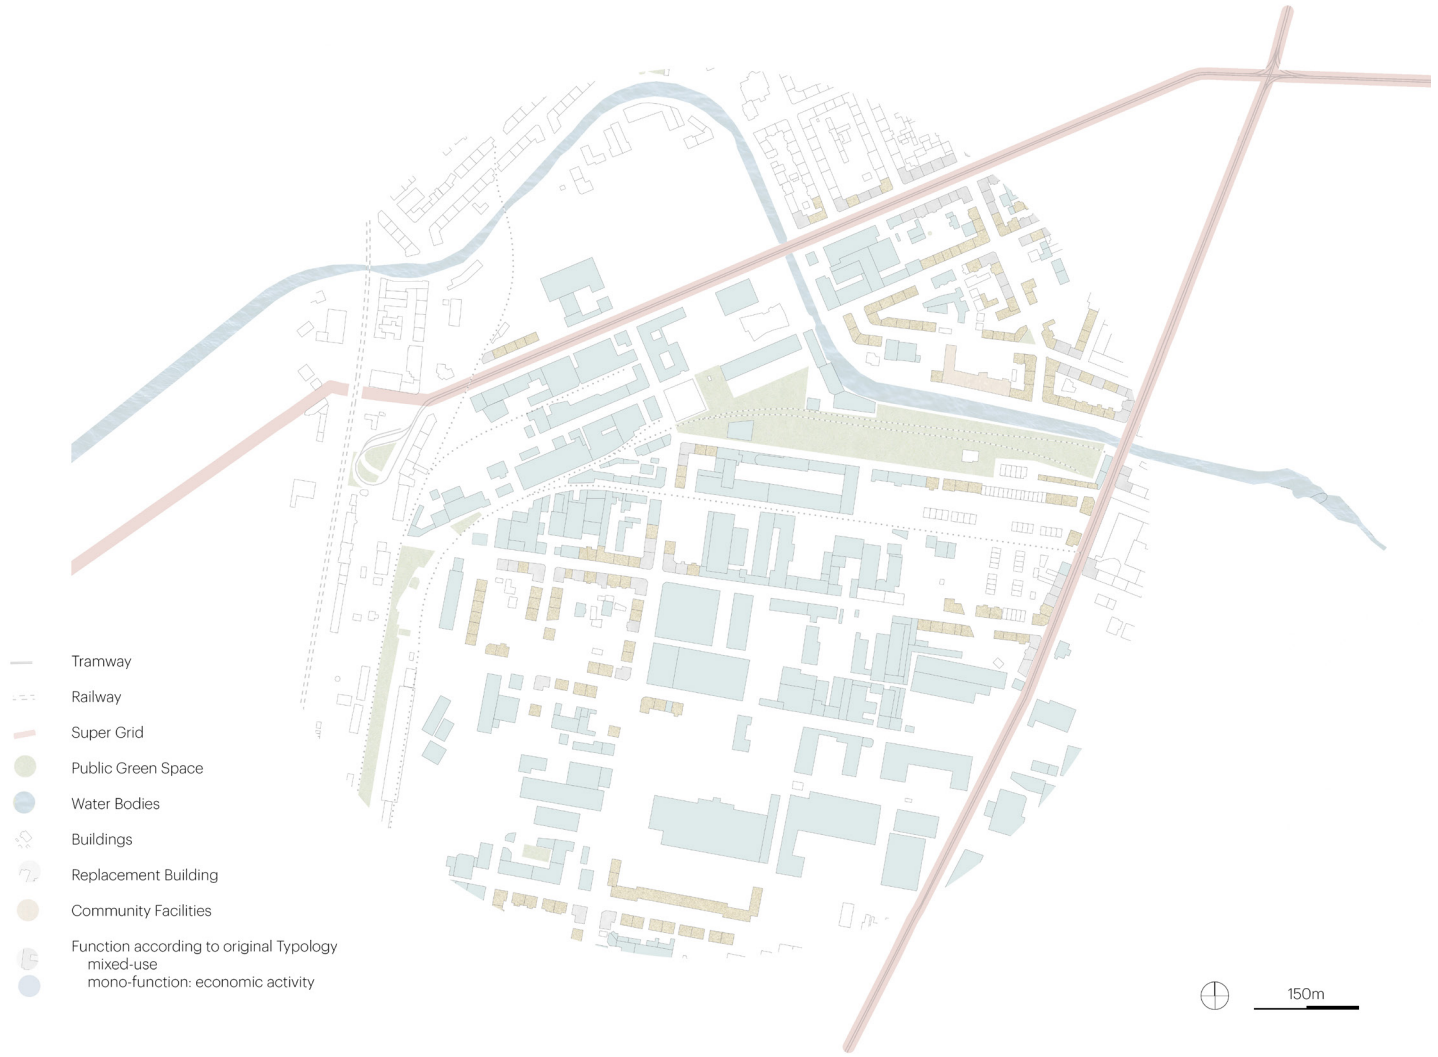 Tramway
Railway
Super Grid
Public Green Space
Water Bodies
Buildings
Replacement Building
Community Facilities
Function according to original Typology
mixed-use
mono-function: economic activity
150m